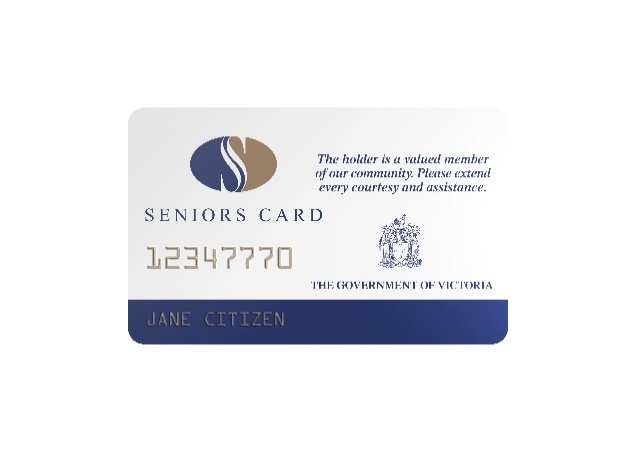 The holder is a valued member
of our community. Please extend
every courtesy and assistance.
SENIORS CARD
12347770
THE GOVERNMENT OF VICTORIA
JANE CITIZEN